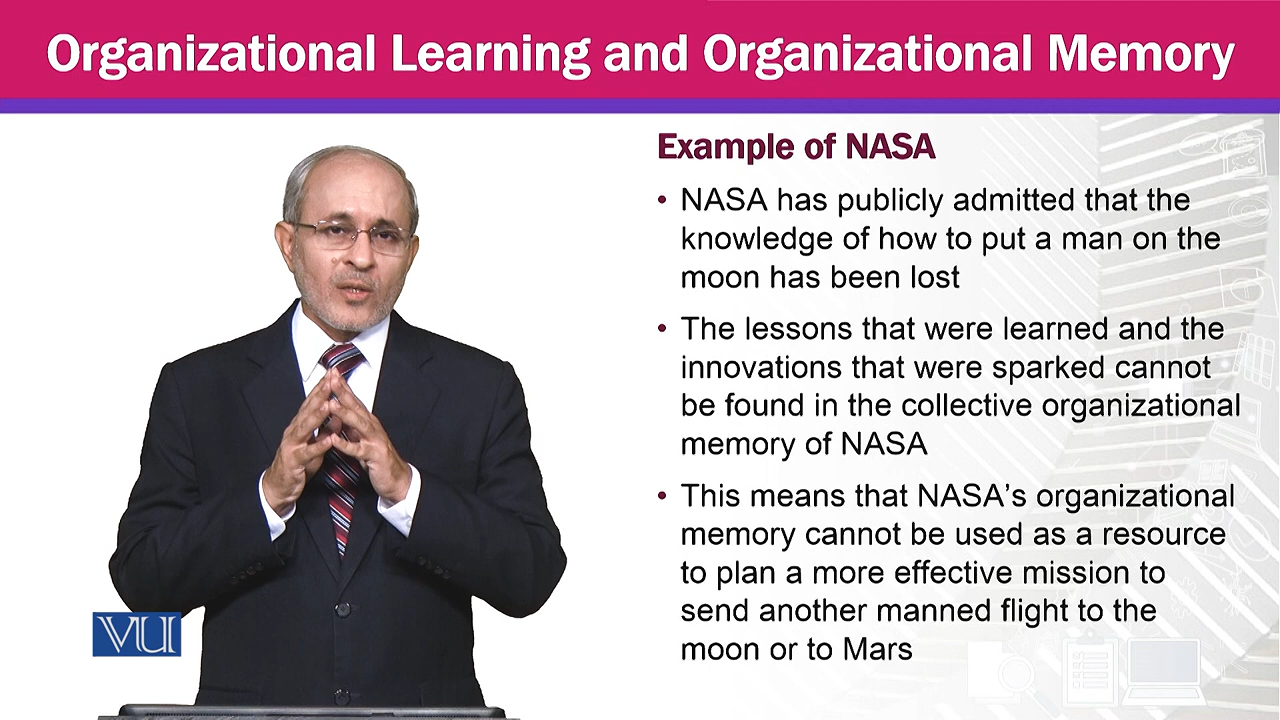 Organizational Learning and Organizational Memory
Example of NASA
• NASA has publicly admitted that the
knowledge of how to put a man on the
moon has been lost
• The lessons that were learned and the
innovations that were sparked cannot
be found in the collective organizational
memory of NASA
• This means that NASA’s organizational
memory cannot be used as a resource
to plan a more effective mission to
send another manned flight to the
moon or to Mars
VU